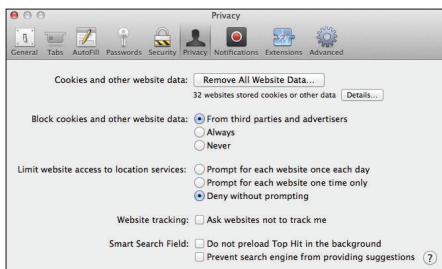 Privacy
General Tabs AutoFill Passwords Security Privacy Notifications Extensions Advanced
Cookies and other website data: Remove All Website Data...
32 websites stored cookies or other data Details...
Block cookies and other website data: From third parties and advertisers
Always
Never
Limit website access to location services: Prompt for each website once each day
Prompt for each website one time only
Deny without prompting
Website tracking: Ask websites not to track me
Smart Search Field: Do not preload Top Hit in the background
Prevent search engine from providing suggestions ?